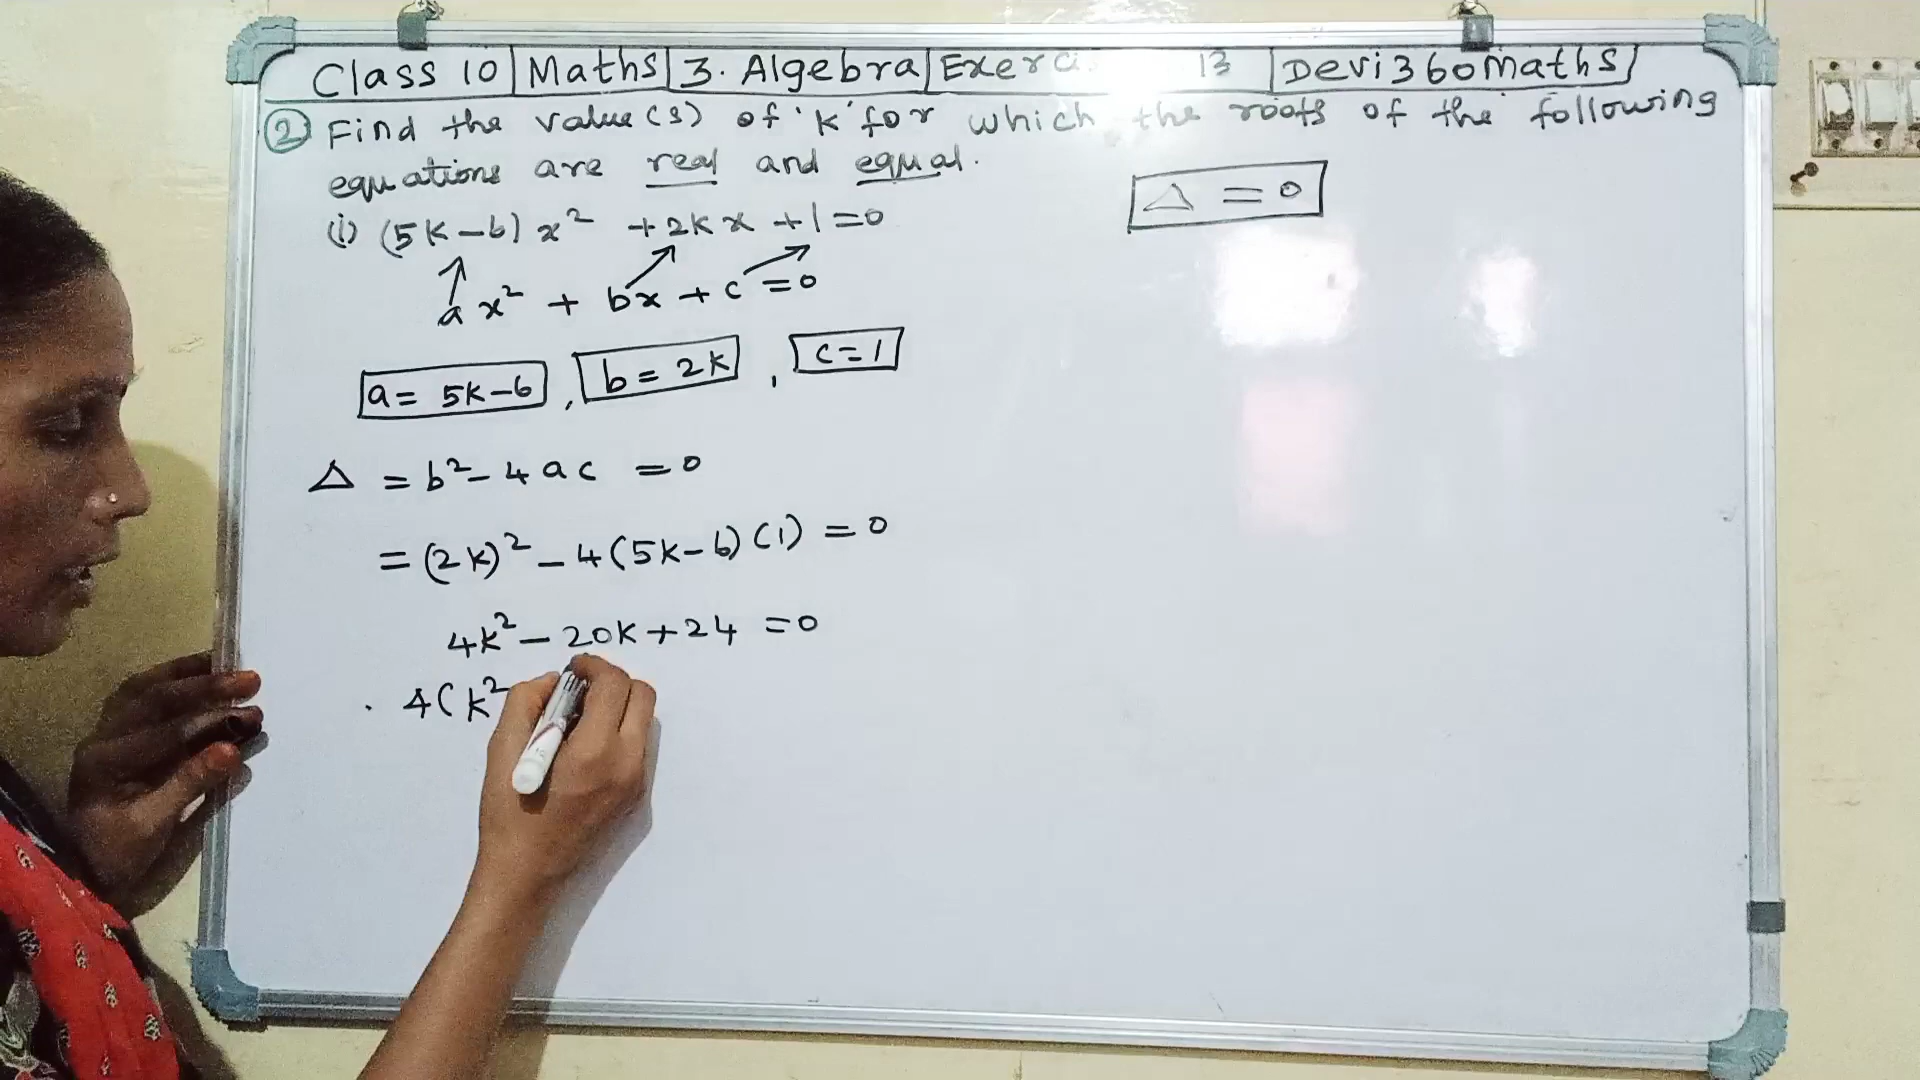 Class 10 | Maths | 3. Algebra | Exerci 13 | Devi360maths
② Find the value(s) of 'k' for which the roots of the following
equations are real and equal.
(i) (5k-6) x² + 2kx + 1 = 0
ax² + bx + c = 0
a = 5k-6, b = 2k, c = 1
Δ = b² - 4ac = 0
= (2k)² - 4(5k-6)(1) = 0
4k² - 20k + 24 = 0
4(k²
Δ = 0